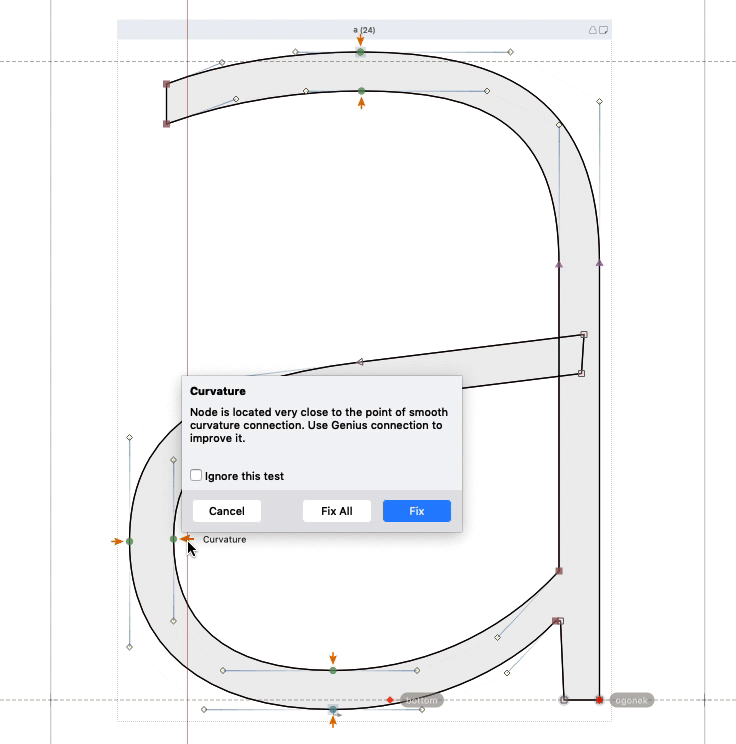 a (24)
Curvature
Node is located very close to the point of smooth
curvature connection. Use Genius connection to
improve it.
Ignore this test
Cancel
Fix All
Fix
Curvature
bottom
ogonek